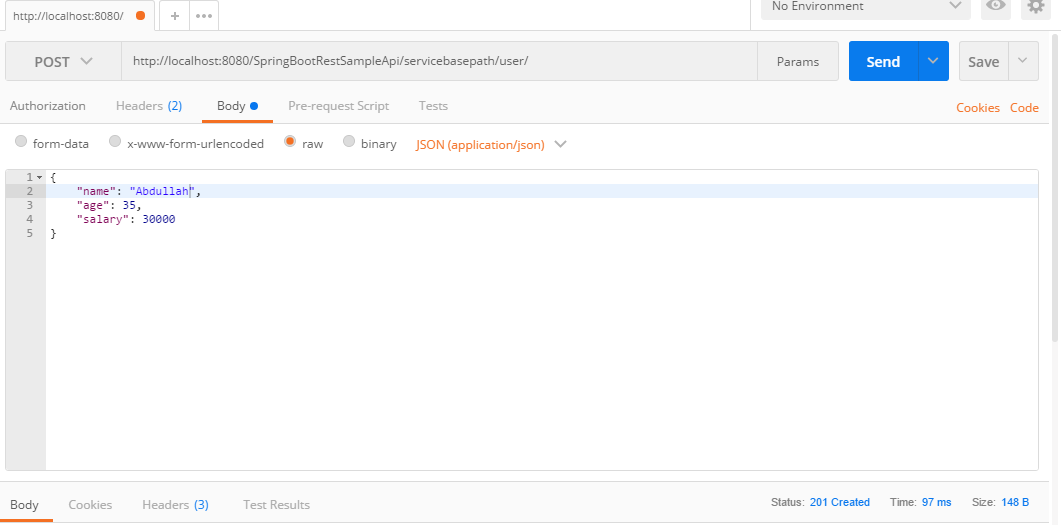 http://localhost:8080/ + ••• No Environment
POST http://localhost:8080/SpringBootRestSampleApi/servicebasepath/user/ Params Send Save
Authorization Headers (2) Body Pre-request Script Tests Cookies Code
form-data x-www-form-urlencoded raw binary JSON (application/json)
1 {
2 "name": "Abdullah",
3 "age": 35,
4 "salary": 30000
5 }
Body Cookies Headers (3) Test Results Status: 201 Created Time: 97 ms Size: 148 B